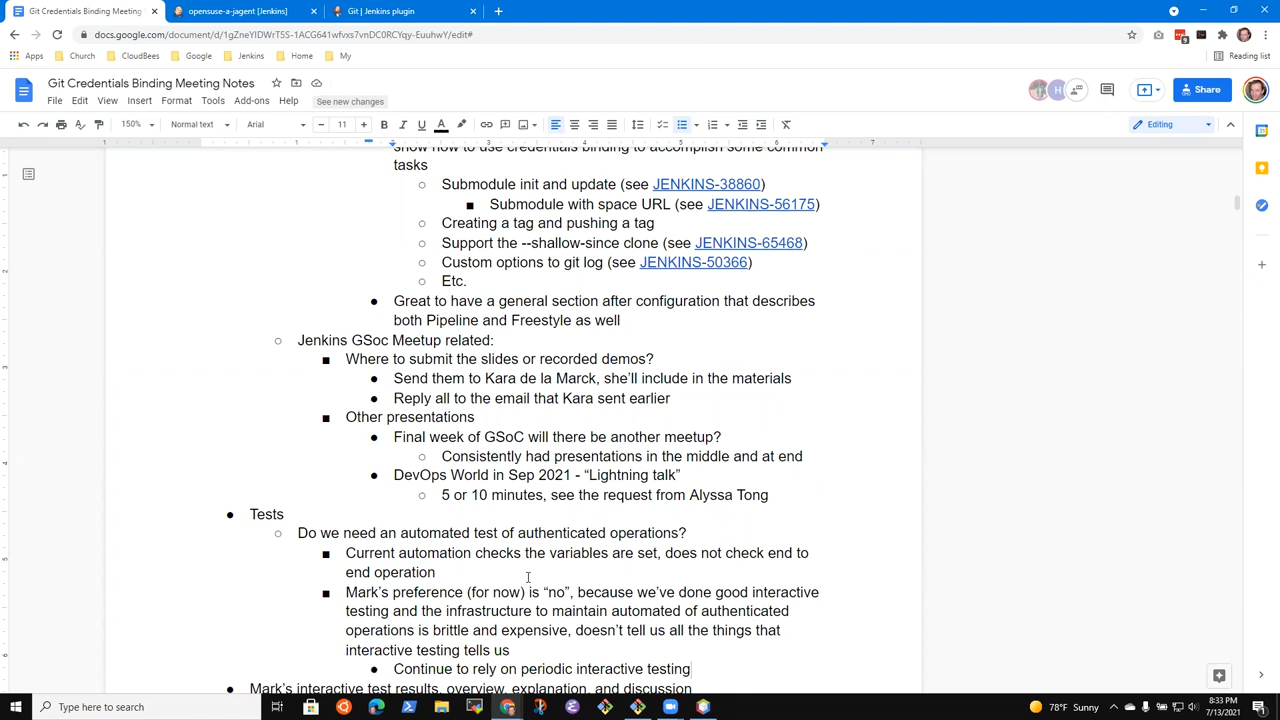 Git Credentials Binding Meeting
opensuse-a-jagent [Jenkins]
Git | Jenkins plugin
docs.google.com/document/d/1gZneYIDWrTSS-1ACG641wfvxs7vnDC0RCYqy-EuuhwY/edit#
Apps
Church
CloudBees
Google
Jenkins
Home
My
Reading list
Git Credentials Binding Meeting Notes
File Edit View Insert Format Tools Add-ons Help See new changes
Share
150%
Normal text
Arial
11
Editing
show how to use credentials binding to accomplish some common
tasks
Submodule init and update (see JENKINS-38860)
Submodule with space URL (see JENKINS-56175)
Creating a tag and pushing a tag
Support the --shallow-since clone (see JENKINS-65468)
Custom options to git log (see JENKINS-50366)
Etc.
Great to have a general section after configuration that describes
both Pipeline and Freestyle as well
Jenkins GSoc Meetup related:
Where to submit the slides or recorded demos?
Send them to Kara de la Marck, she’ll include in the materials
Reply all to the email that Kara sent earlier
Other presentations
Final week of GSoC will there be another meetup?
Consistently had presentations in the middle and at end
DevOps World in Sep 2021 - “Lightning talk”
5 or 10 minutes, see the request from Alyssa Tong
Tests
Do we need an automated test of authenticated operations?
Current automation checks the variables are set, does not check end to
end operation
Mark’s preference (for now) is “no”, because we’ve done good interactive
testing and the infrastructure to maintain automated of authenticated
operations is brittle and expensive, doesn’t tell us all the things that
interactive testing tells us
Continue to rely on periodic interactive testing
Mark’s interactive test results, overview, explanation, and discussion
Type here to search
78°F Sunny
8:33 PM
7/13/2021